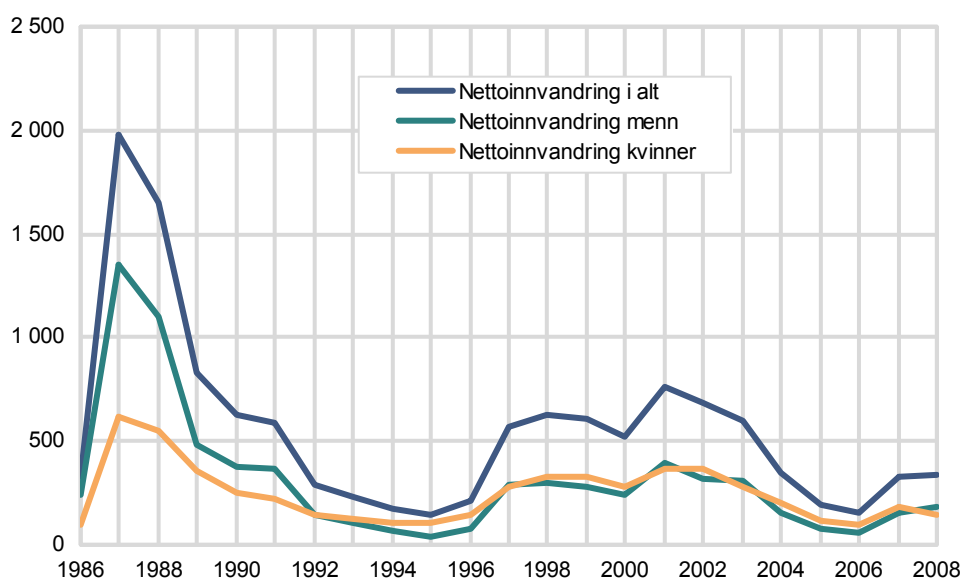 2 500
Nettoinnvandring i alt
2 000
Nettoinnvandring menn
Nettoinnvandring kvinner
1 500
1 000
500
0
1986 1988 1990 1992 1994 1996 1998 2000 2002 2004 2006 2008